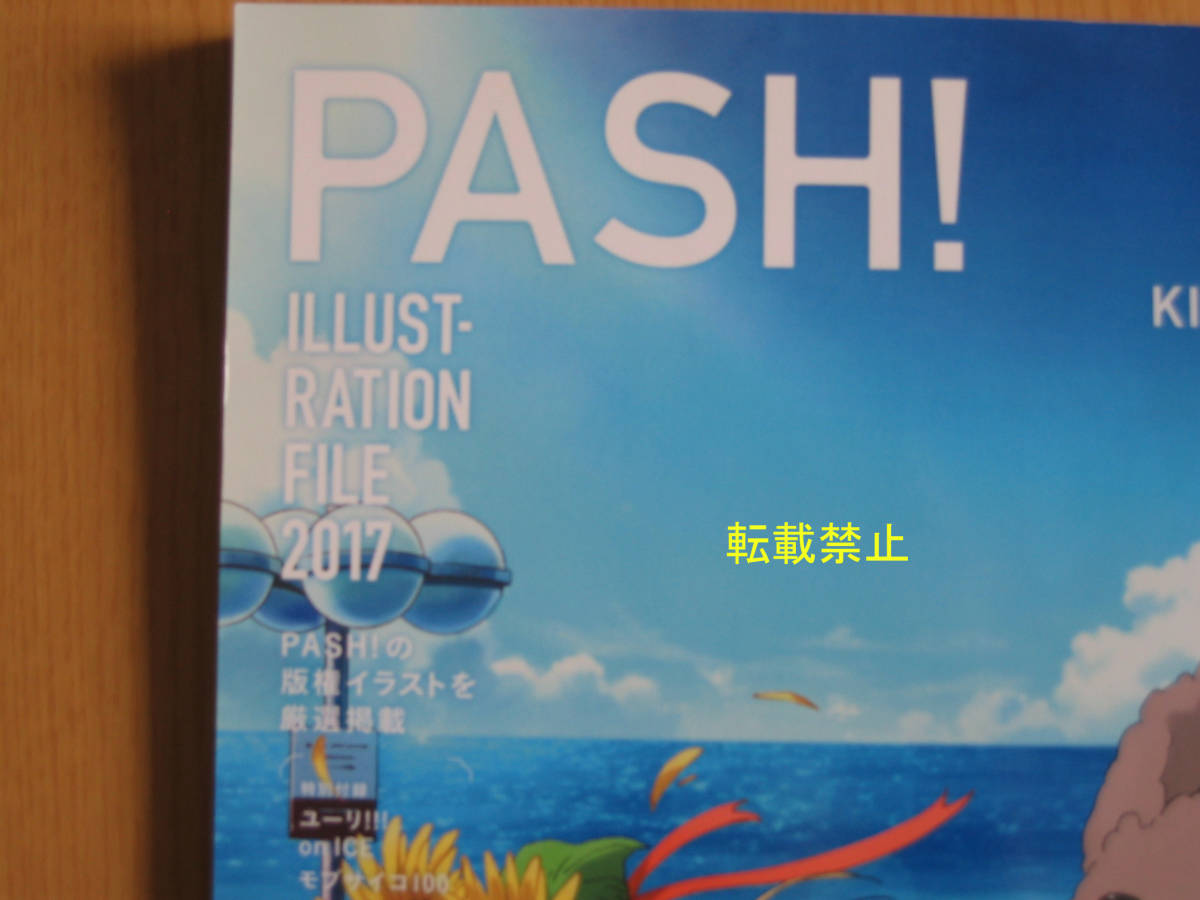 PASH!
ILLUST-
RATION
FILE
2017
KI
転載禁止
PASH!の
版権イラストを
厳選掲載
特別付録
ユーリ!!!
on ICE
モブサイコ100